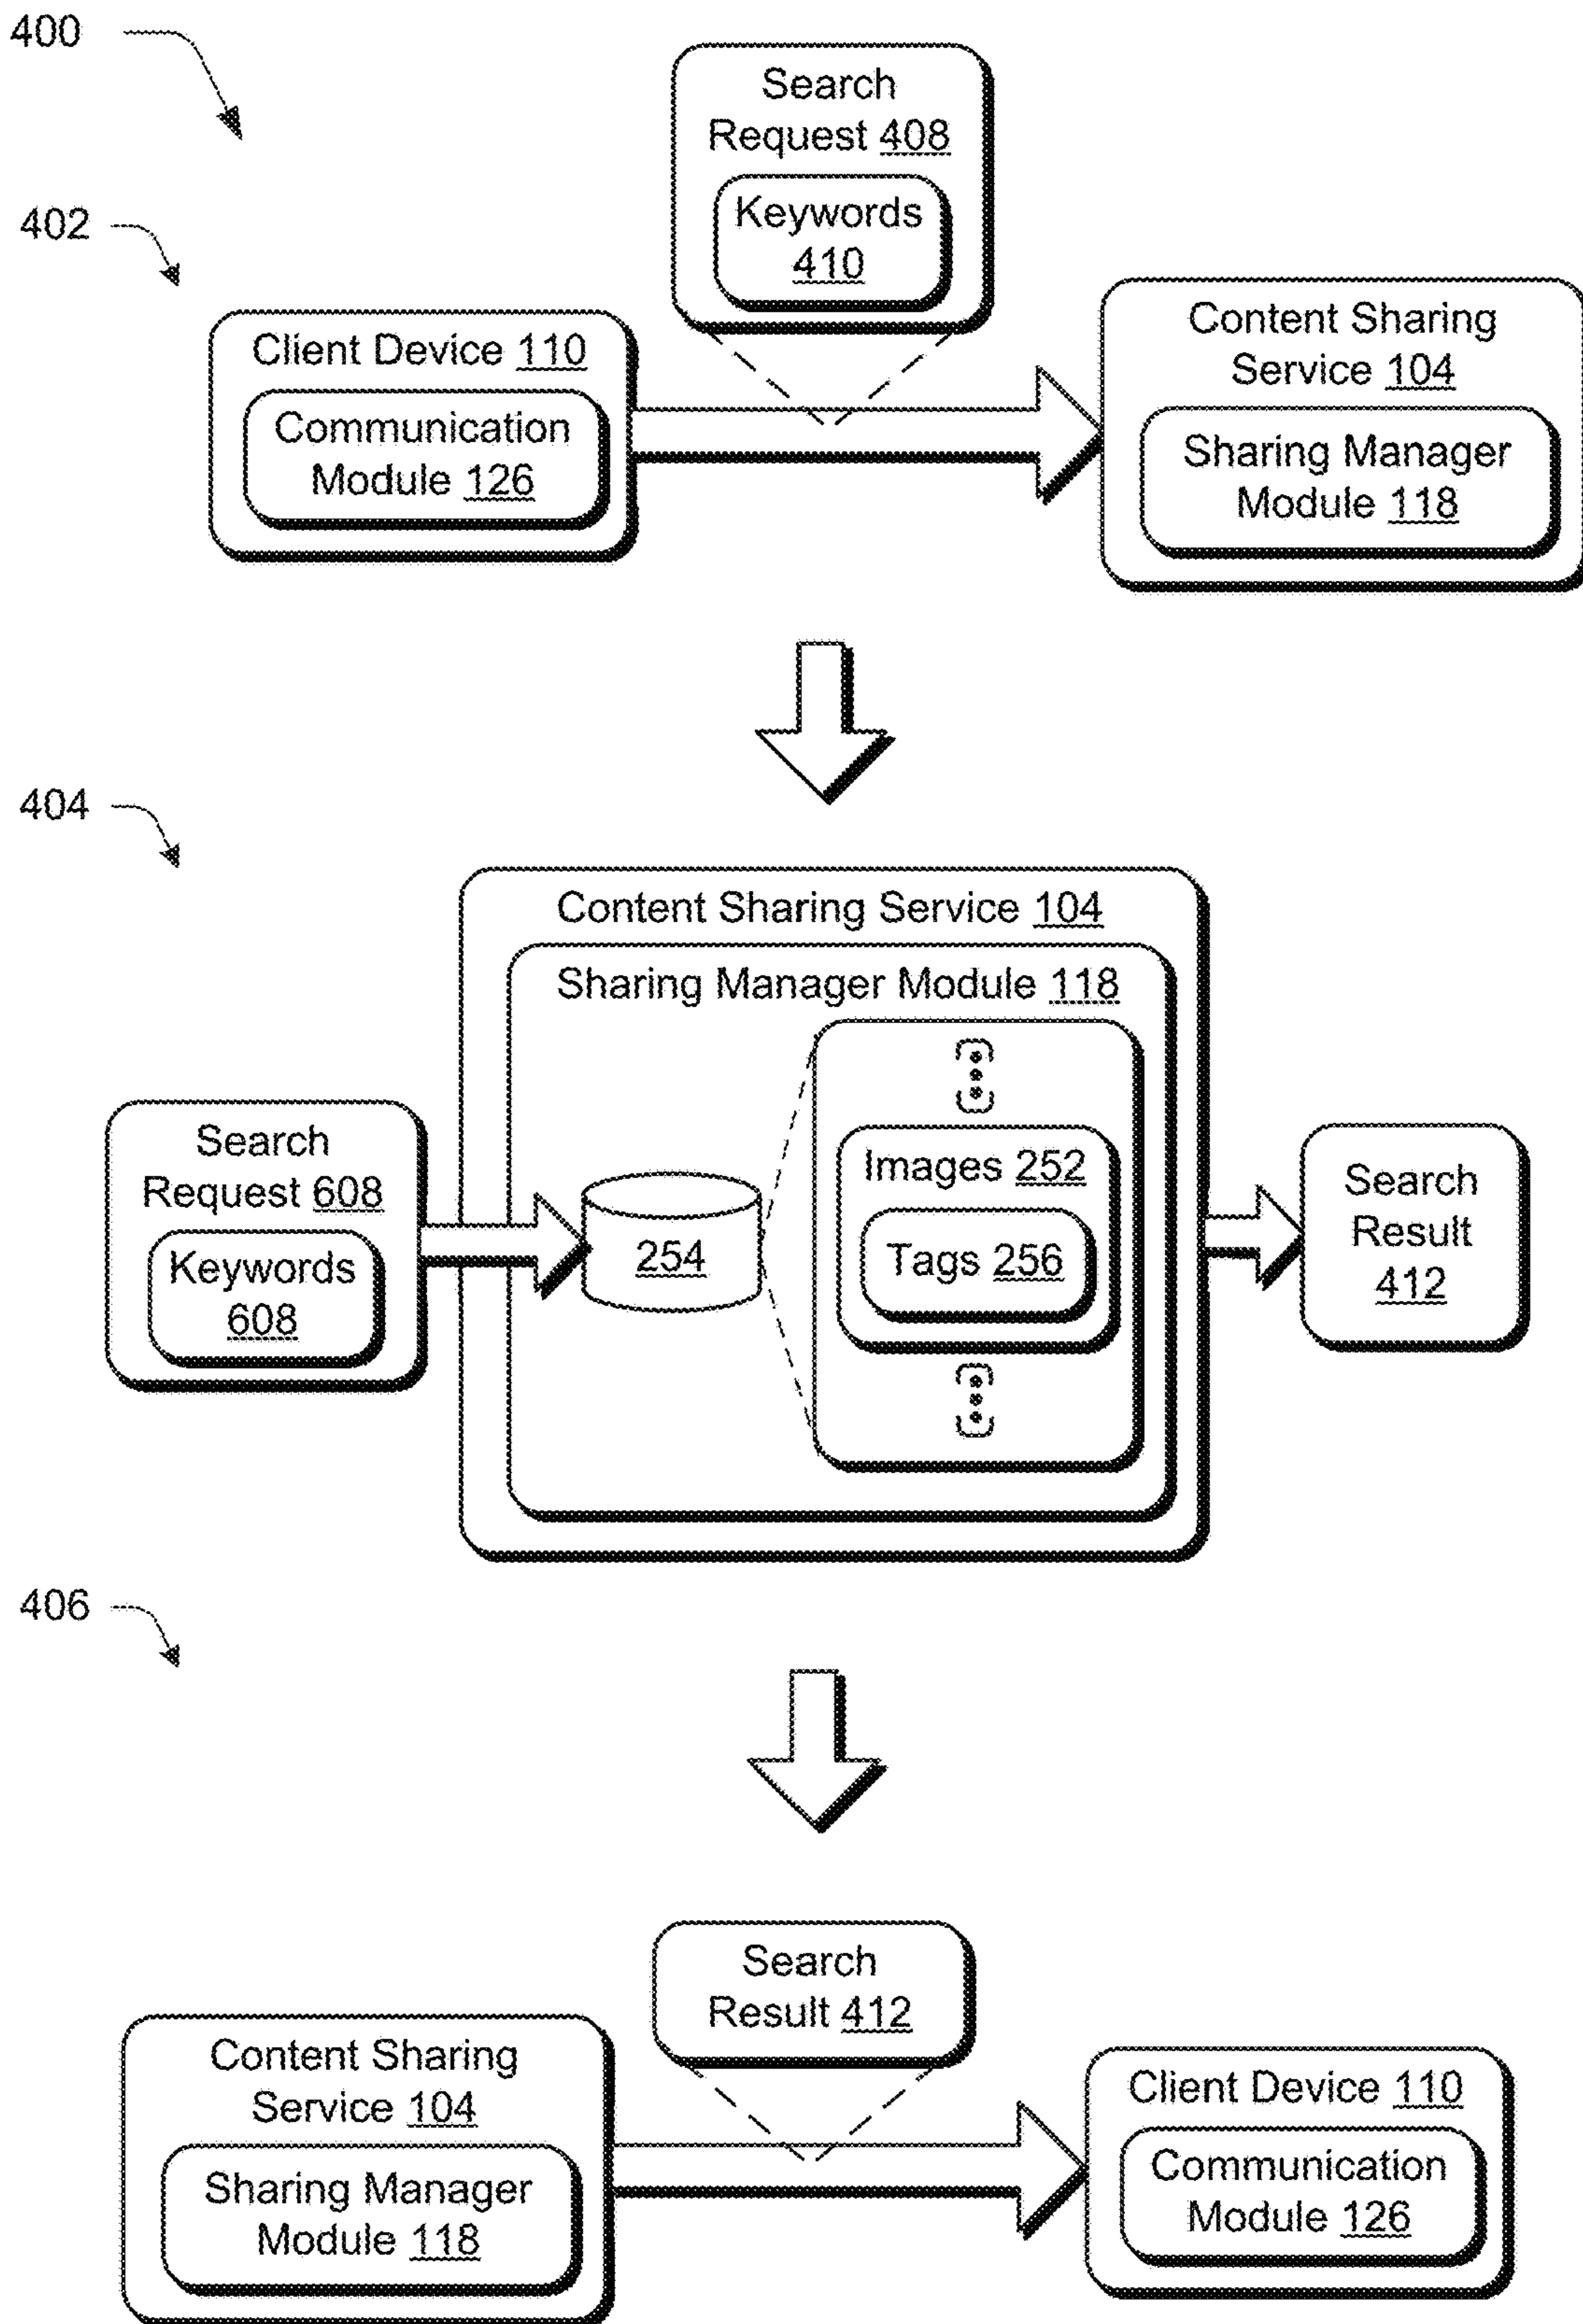 400
Search
Request 408
Keywords
410
402
Client Device 110
Communication
Module 126
Content Sharing
Service 104
Sharing Manager
Module 118
404
Content Sharing Service 104
Sharing Manager Module 118
Search
Request 608
Keywords
608
254
Images 252
Tags 256
Search
Result
412
406
Search
Result 412
Content Sharing
Service 104
Sharing Manager
Module 118
Client Device 110
Communication
Module 126